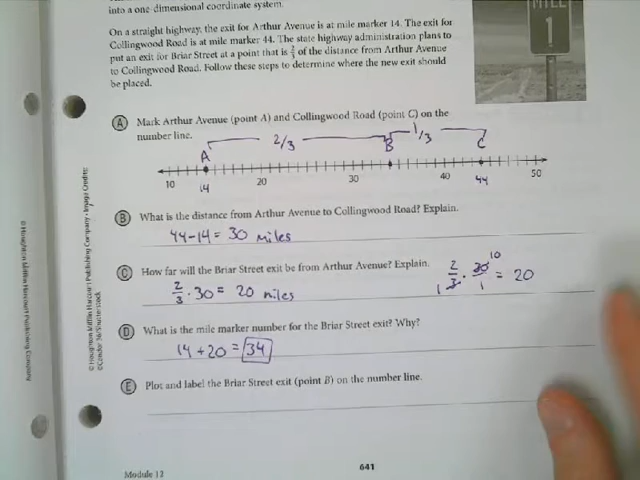 into a one-dimensional coordinate system.
On a straight highway, the exit for Arthur Avenue is at mile marker 14. The exit for
Collingwood Road is at mile marker 44. The state highway administration plans to
put an exit for Briar Street at a point that is 2/3 of the distance from Arthur Avenue
to Collingwood Road. Follow these steps to determine where the new exit should
be placed.
MILE
1
A Mark Arthur Avenue (point A) and Collingwood Road (point C) on the
number line.
2/3 1/3
A B C
10 20 30 40 50
14 44
B What is the distance from Arthur Avenue to Collingwood Road? Explain.
44-14 = 30 miles
C How far will the Briar Street exit be from Arthur Avenue? Explain.
2/3 · 30 = 20 miles
2/3 · 30/1 = 20
1 10
D What is the mile marker number for the Briar Street exit? Why?
14 + 20 = 34
E Plot and label the Briar Street exit (point B) on the number line.
Module 12
641
© Houghton Mifflin Harcourt Publishing Company • Image Credits:
© Houghton Mifflin Harcourt Publishing Company